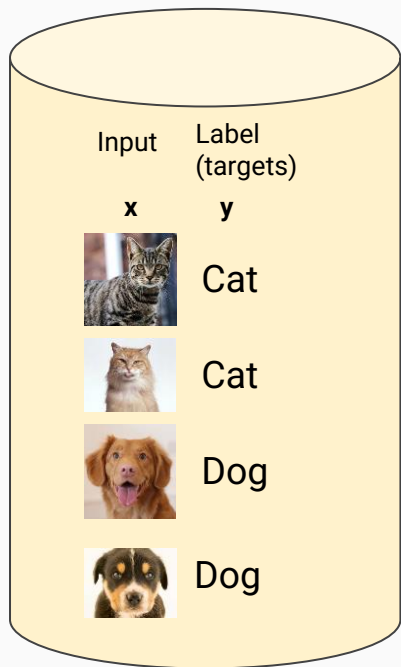 Input
Label
(targets)
x
y
Cat
Cat
Dog
Dog